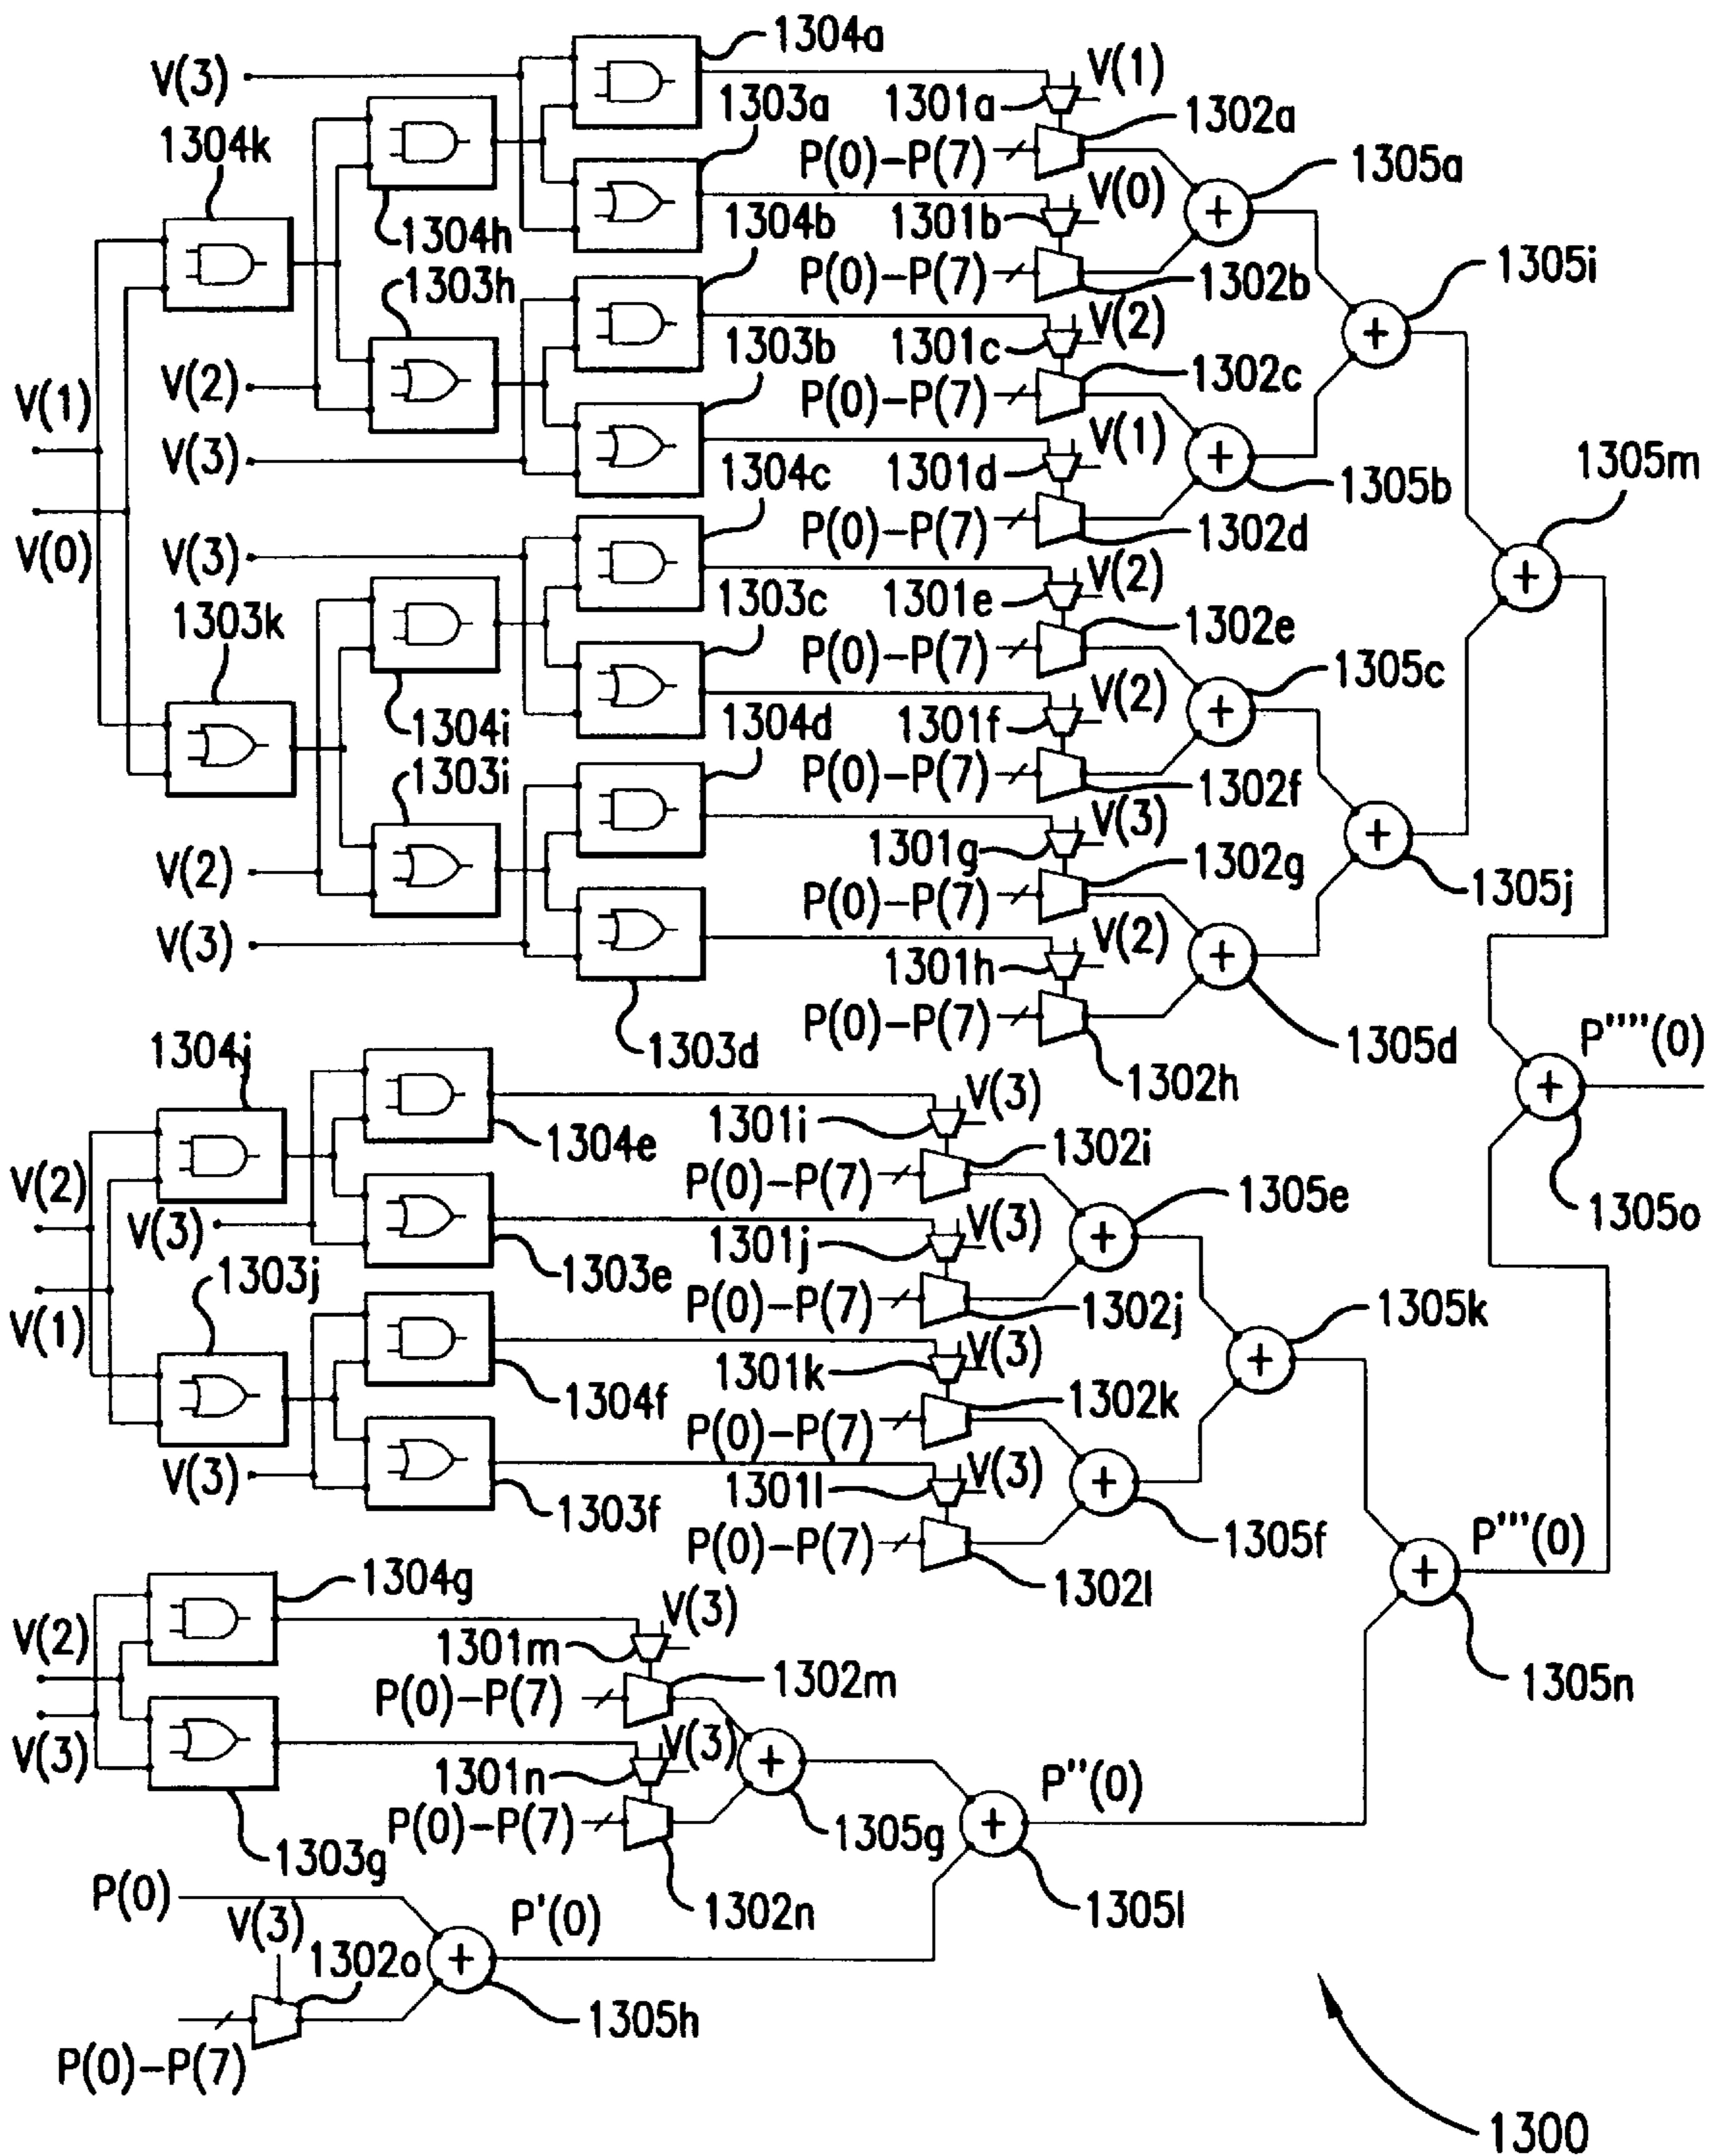 1304a
V(3)
V(1)
1303a
1301a
1302a
1304k
P(0)-P(7)
1305a
V(0)
1304h
1304b
1301b
1303h
P(0)-P(7)
1302b
1305i
V(2)
1303b
1301c
V(2)
1302c
V(1)
P(0)-P(7)
V(1)
V(3)
1304c
1301d
1305b
1305m
P(0)-P(7)
1302d
V(0)
V(3)
V(2)
1303c
1301e
1303k
1302e
P(0)-P(7)
1305c
V(2)
1304i
1304d
1301f
1303i
P(0)-P(7)
1302f
V(3)
1301g
V(2)
1302g
P(0)-P(7)
1305j
V(2)
V(3)
1301h
P(0)-P(7)
1303d
1305d
P''''(0)
1304j
1302h
V(3)
1301i
1304e
1302i
V(2)
P(0)-P(7)
1305e
V(3)
V(3)
1305o
1301j
1303j
1303e
P(0)-P(7)
1302j
1305k
V(1)
V(3)
1301k
1304f
1302k
P(0)-P(7)
V(3)
V(3)
1301l
1303f
P(0)-P(7)
1305f
P'''(0)
1304g
1302l
V(3)
V(2)
1301m
P(0)-P(7)
1302m
1305n
V(3)
V(3)
1301n
P''(0)
P(0)-P(7)
1305g
1303g
P(0)
P'(0)
1302n
1305l
V(3)
1302o
1305h
P(0)-P(7)
1300